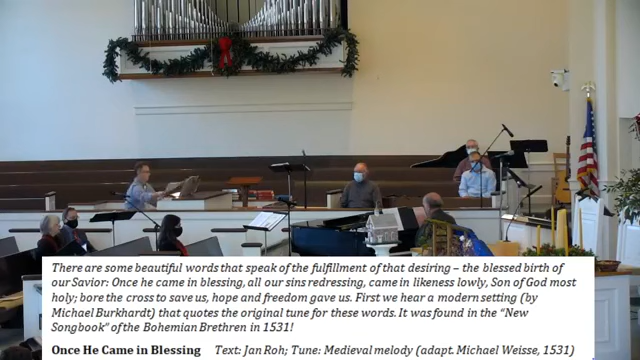 There are some beautiful words that speak of the fulfillment of that desiring – the blessed birth of
our Savior: Once he came in blessing, all our sins redressing, came in likeness lowly, Son of God most
holy; bore the cross to save us, hope and freedom gave us. First we hear a modern setting (by
Michael Burkhardt) that quotes the original tune for these words. It was found in the “New
Songbook” of the Bohemian Brethren in 1531!
Once He Came in Blessing Text: Jan Roh; Tune: Medieval melody (adapt. Michael Weisse, 1531)